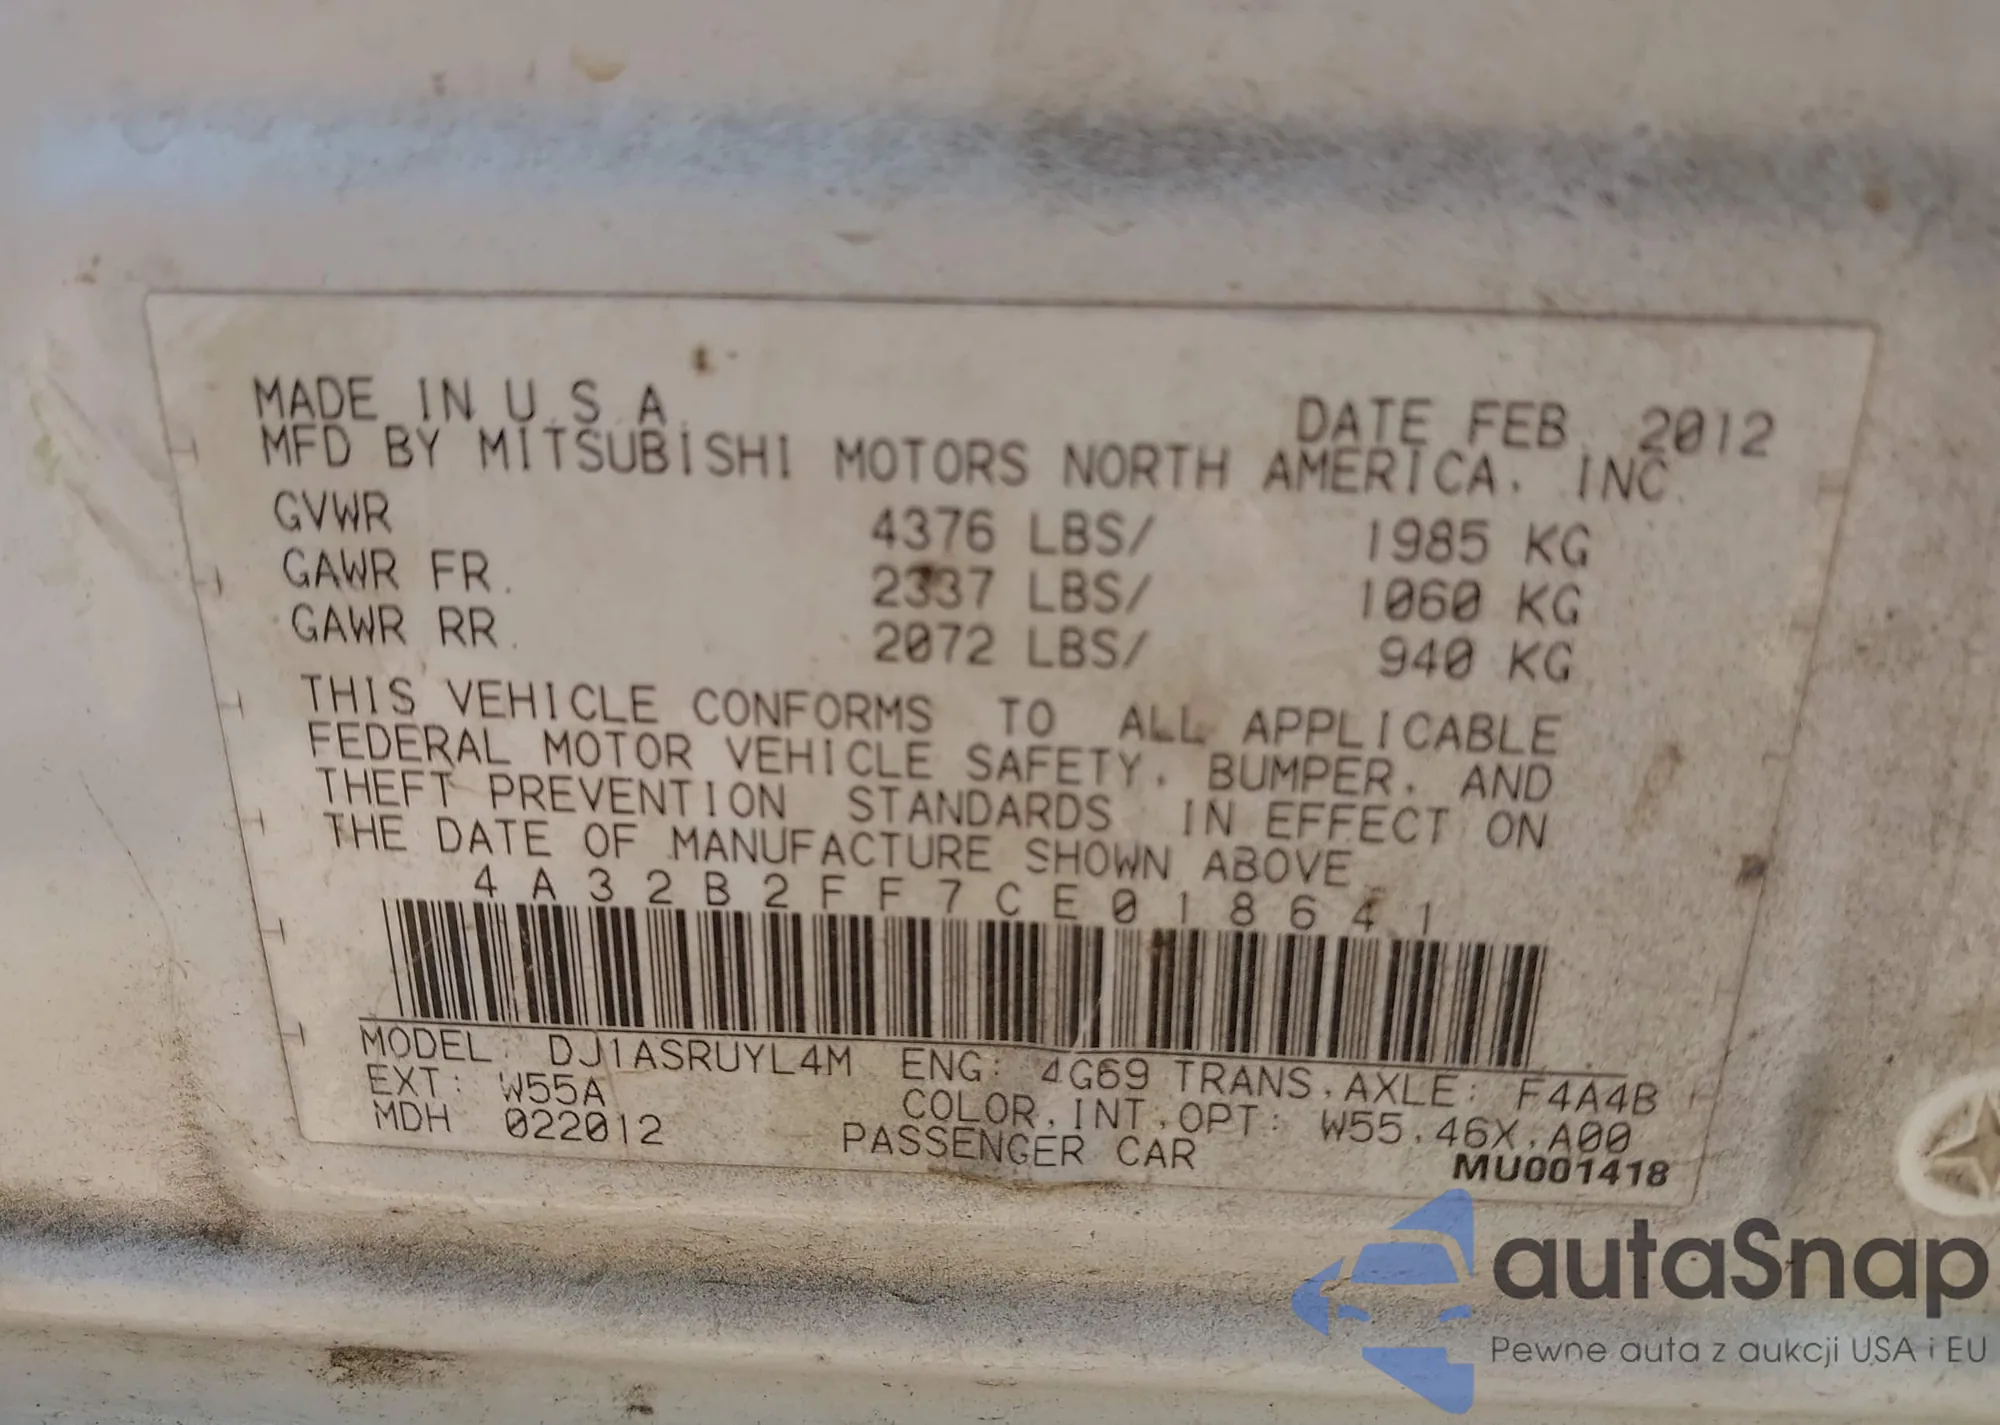 MADE IN U.S.A. DATE FEB. 2012
MFD BY MITSUBISHI MOTORS NORTH AMERICA, INC.
GVWR 4376 LBS/ 1985 KG
GAWR FR. 2337 LBS/ 1060 KG
GAWR RR. 2072 LBS/ 940 KG
THIS VEHICLE CONFORMS TO ALL APPLICABLE
FEDERAL MOTOR VEHICLE SAFETY, BUMPER, AND
THEFT PREVENTION STANDARDS IN EFFECT ON
THE DATE OF MANUFACTURE SHOWN ABOVE.
4A32B2FF7CE018641
MODEL: DJ1ASRUYL4M ENG: 4G69 TRANS,AXLE: F4A4B
EXT: W55A COLOR,INT,OPT: W55,46X,A00
MDH 022012 PASSENGER CAR
MU001418
autaSnap
Pewne auta z aukcji USA i EU